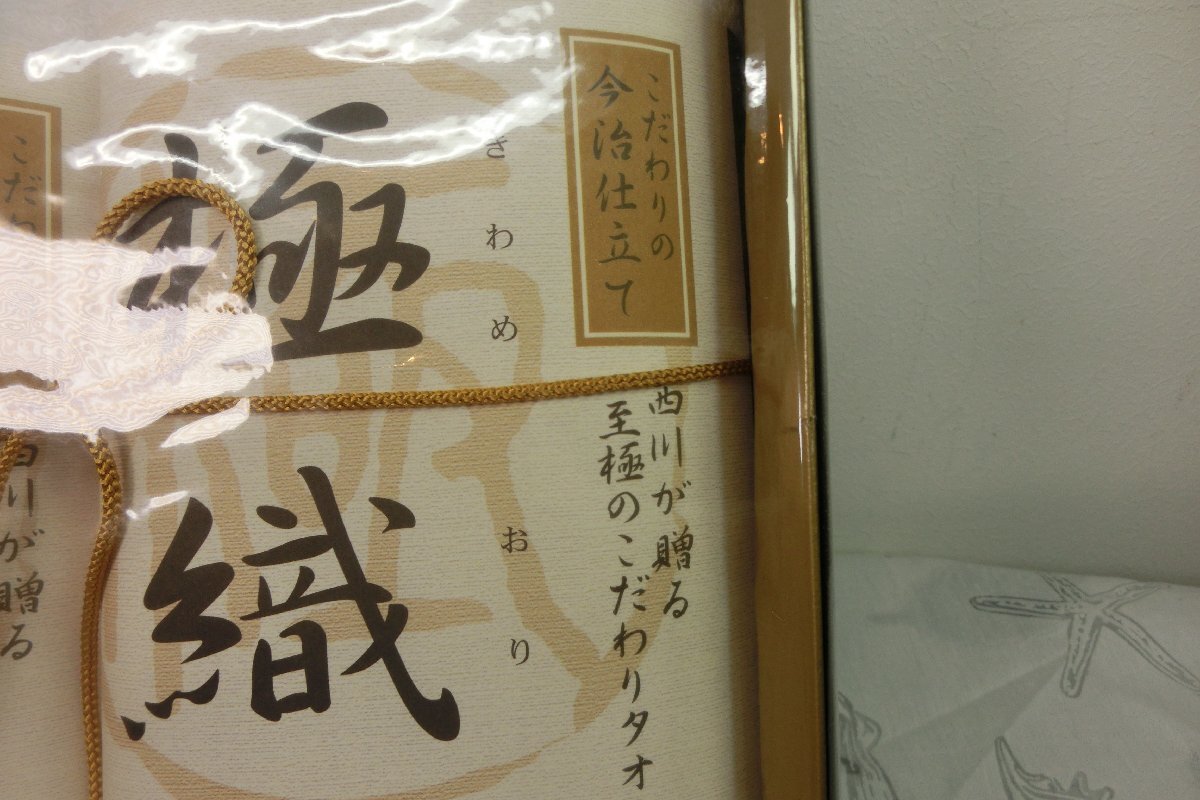 こだわりの
今治仕立て
西川が贈る
至極のこだわりタオ
きわめ
おり
極
織
こだわ
西川が贈る